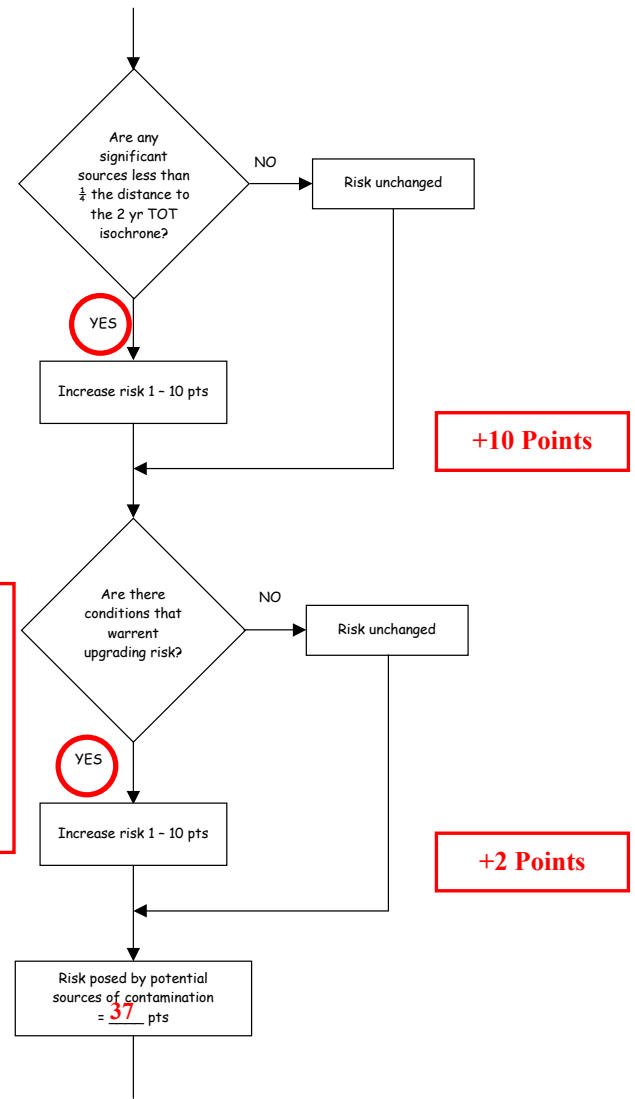 Are any
significant
sources less than
¼ the distance to
the 2 yr TOT
isochrone?
NO
Risk unchanged
YES
Increase risk 1 – 10 pts
+10 Points
Are there
conditions that
warrent
upgrading risk?
NO
Risk unchanged
YES
Increase risk 1 – 10 pts
+2 Points
Risk posed by potential
sources of contamination
= 37 pts